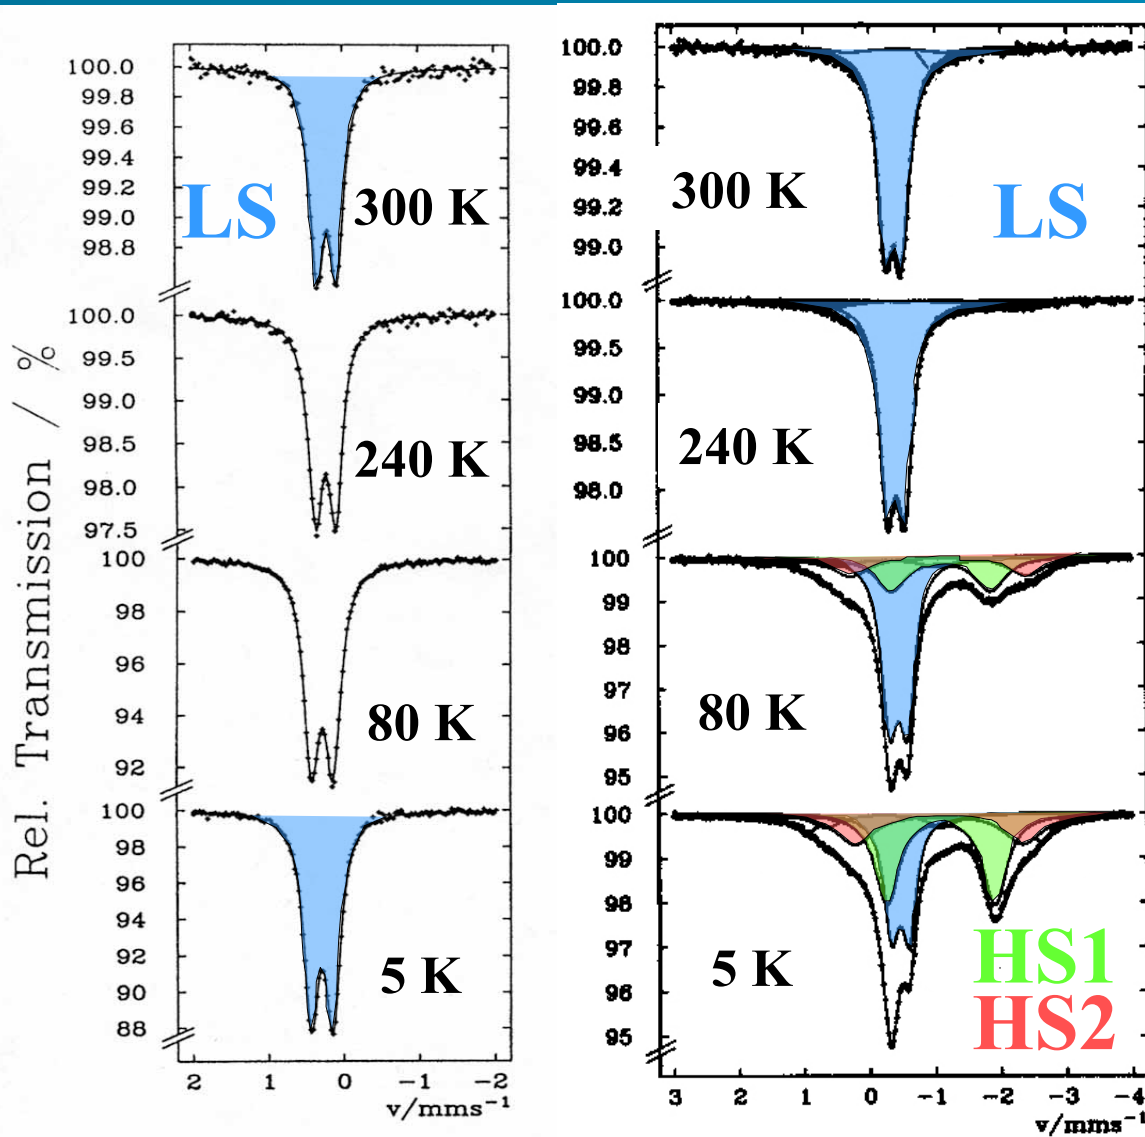 Rel. Transmission / %
100.0
99.8
99.6
99.4
99.2
99.0
98.8
LS
300 K
100.0
99.5
99.0
98.5
98.0
97.5
240 K
100
98
96
94
92
80 K
100
98
96
94
92
90
88
5 K
2 1 0 -1 -2
v/mms⁻¹
100.0
99.8
99.6
99.4
99.2
99.0
300 K
LS
100.0
99.5
99.0
98.5
98.0
240 K
100
99
98
97
96
95
80 K
100
99
98
97
96
95
5 K
HS1
HS2
3 2 1 0 -1 -2 -3 -4
v/mms⁻¹